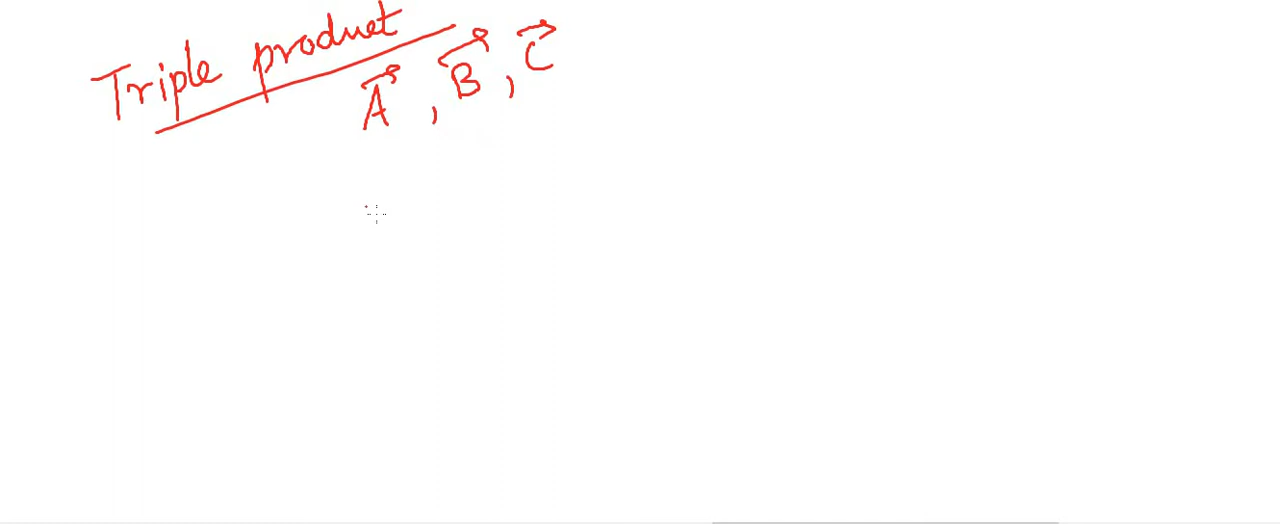 Triple product
A⃗ , B⃗ , C⃗